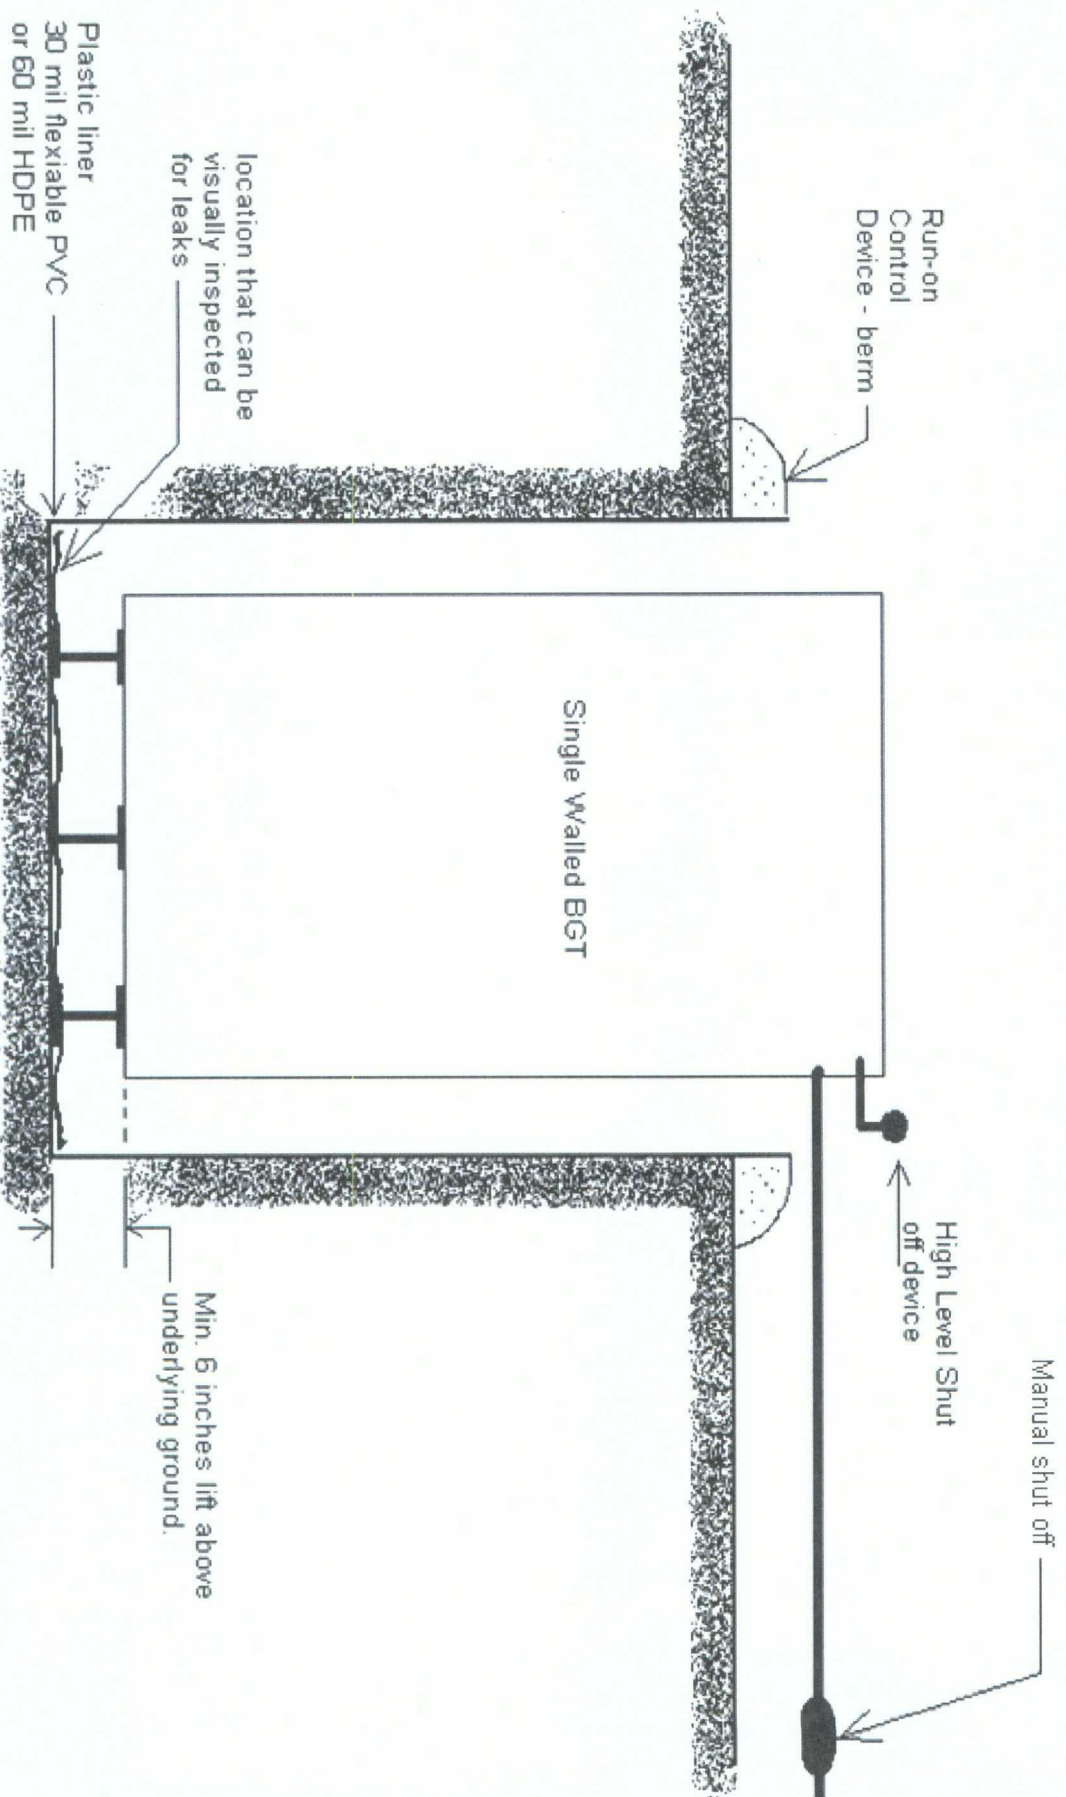 Manual shut off
High Level Shut
off device
Run-on
Control
Device - berm
Single Walled BGT
location that can be
visually inspected
for leaks
Min. 6 inches lift above
underlying ground.
Plastic liner
30 mil flexiable PVC
or 60 mil HDPE